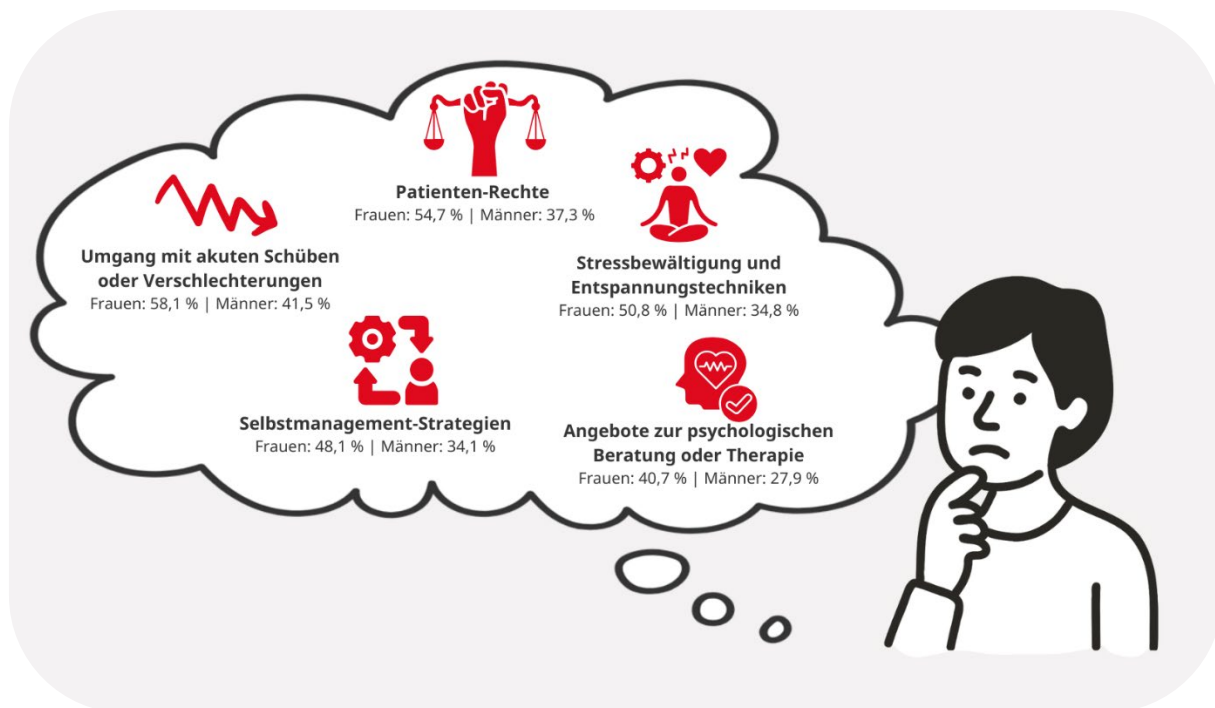 Patienten-Rechte
Frauen: 54,7 % | Männer: 37,3 %
Umgang mit akuten Schüben
oder Verschlechterungen
Frauen: 58,1 % | Männer: 41,5 %
Stressbewältigung und
Entspannungstechniken
Frauen: 50,8 % | Männer: 34,8 %
Selbstmanagement-Strategien
Frauen: 48,1 % | Männer: 34,1 %
Angebote zur psychologischen
Beratung oder Therapie
Frauen: 40,7 % | Männer: 27,9 %